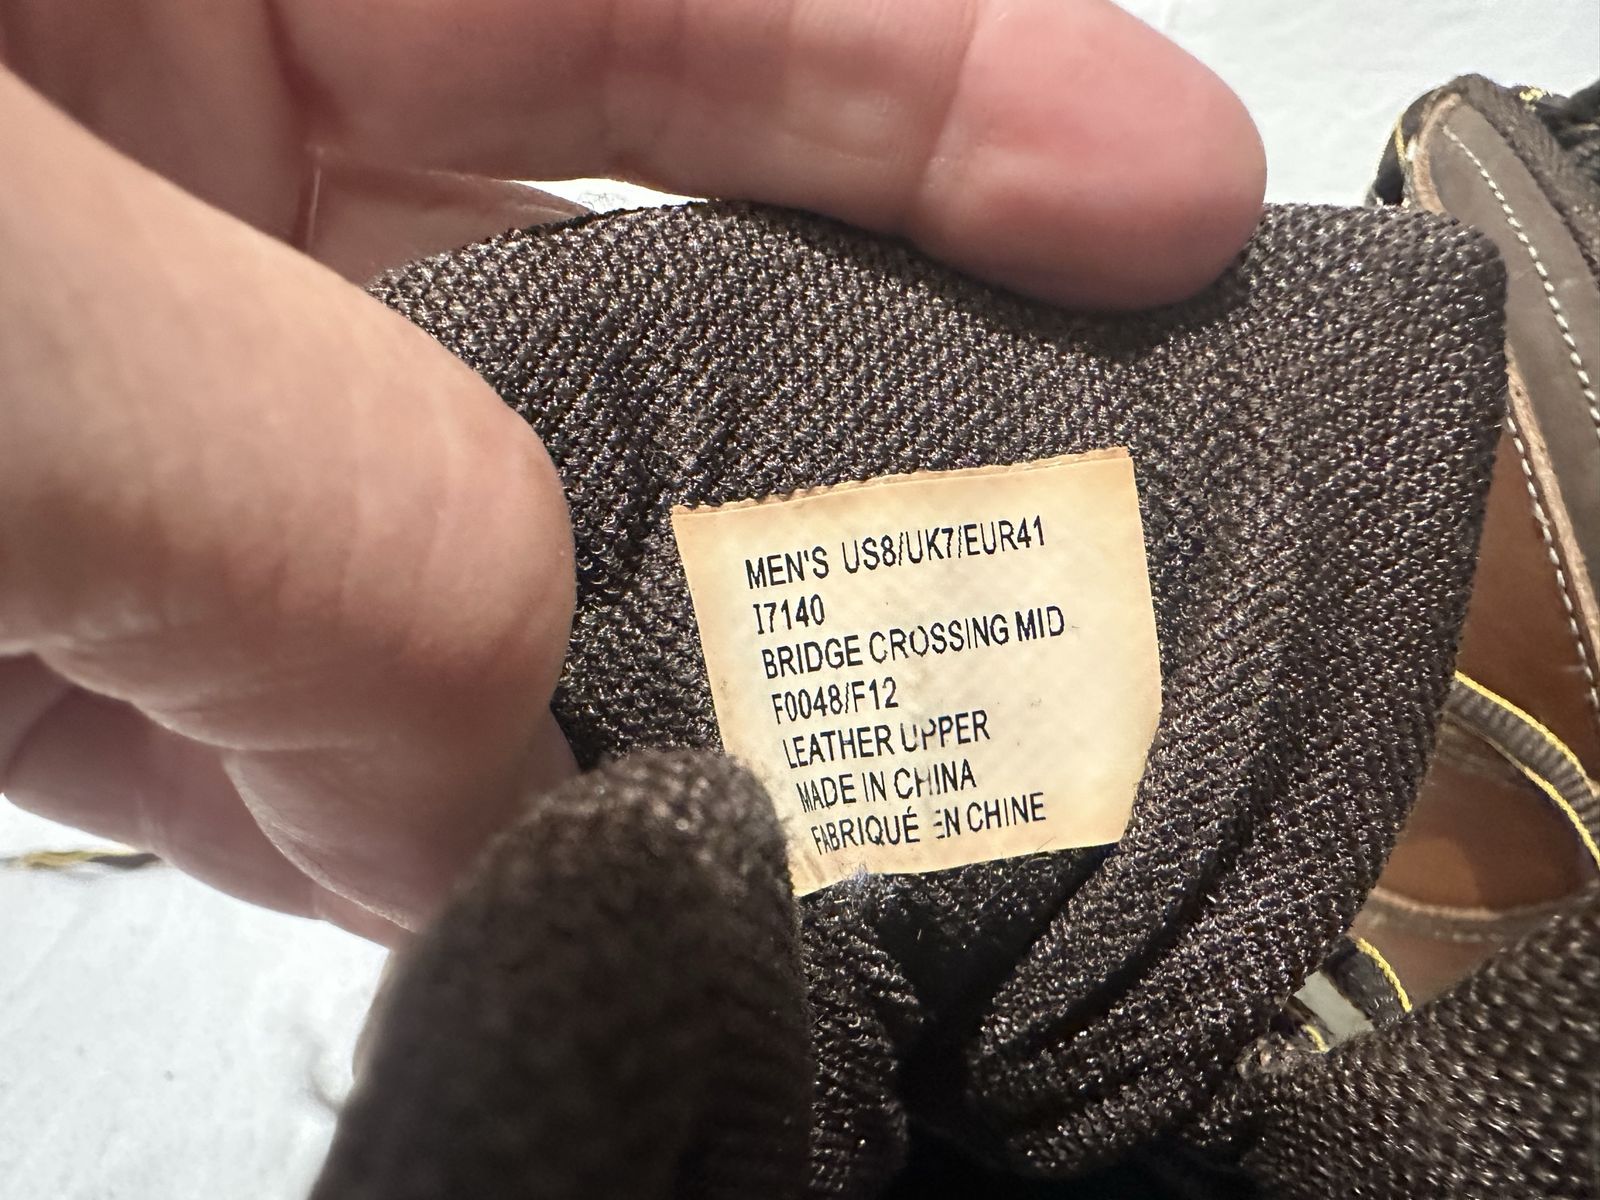 MEN'S US8/UK7/EUR41
I7140
BRIDGE CROSSING MID
F0048/F12
LEATHER UPPER
MADE IN CHINA
FABRIQUÉ EN CHINE